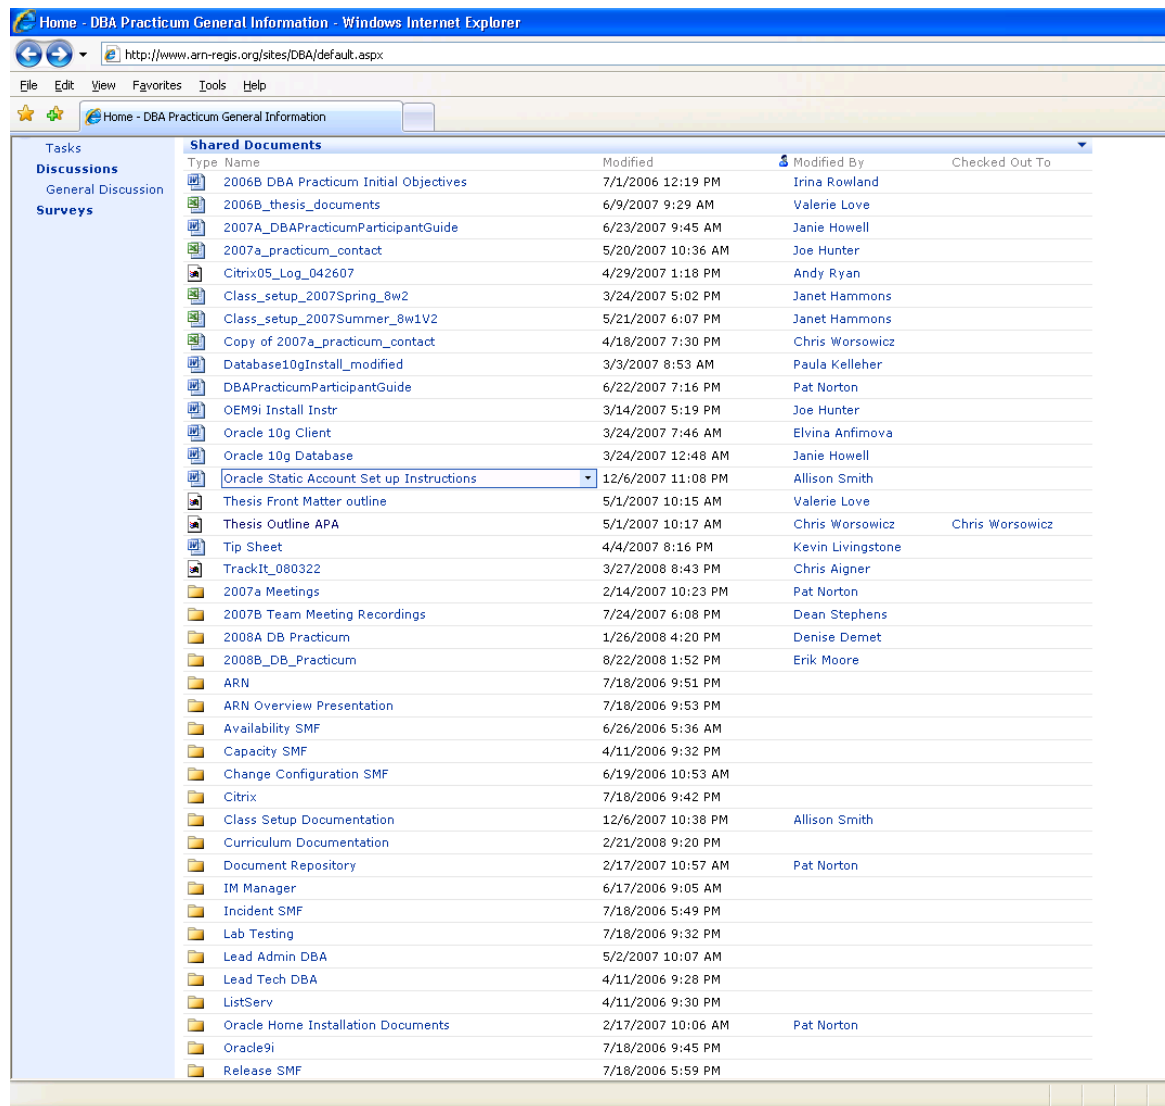 Home - DBA Practicum General Information - Windows Internet Explorer
http://www.arn-regis.org/sites/DBA/default.aspx
File Edit View Favorites Tools Help
Home - DBA Practicum General Information
Tasks
Discussions
General Discussion
Surveys
Shared Documents
Type Name Modified Modified By Checked Out To
2006B DBA Practicum Initial Objectives 7/1/2006 12:19 PM Irina Rowland
2006B_thesis_documents 6/9/2007 9:29 AM Valerie Love
2007A_DBAPracticumParticipantGuide 6/23/2007 9:45 AM Janie Howell
2007a_practicum_contact 5/20/2007 10:36 AM Joe Hunter
Citrix05_Log_042607 4/29/2007 1:18 PM Andy Ryan
Class_setup_2007Spring_8w2 3/24/2007 5:02 PM Janet Hammons
Class_setup_2007Summer_8w1V2 5/21/2007 6:07 PM Janet Hammons
Copy of 2007a_practicum_contact 4/18/2007 7:30 PM Chris Worsowicz
Database10gInstall_modified 3/3/2007 8:53 AM Paula Kelleher
DBAPracticumParticipantGuide 6/22/2007 7:16 PM Pat Norton
OEM9i Install Instr 3/14/2007 5:19 PM Joe Hunter
Oracle 10g Client 3/24/2007 7:46 AM Elvina Anfimova
Oracle 10g Database 3/24/2007 12:48 AM Janie Howell
Oracle Static Account Set up Instructions 12/6/2007 11:08 PM Allison Smith
Thesis Front Matter outline 5/1/2007 10:15 AM Valerie Love
Thesis Outline APA 5/1/2007 10:17 AM Chris Worsowicz Chris Worsowicz
Tip Sheet 4/4/2007 8:16 PM Kevin Livingstone
TrackIt_080322 3/27/2008 8:43 PM Chris Aigner
2007a Meetings 2/14/2007 10:23 PM Pat Norton
2007B Team Meeting Recordings 7/24/2007 6:08 PM Dean Stephens
2008A DB Practicum 1/26/2008 4:20 PM Denise Demet
2008B_DB_Practicum 8/22/2008 1:52 PM Erik Moore
ARN 7/18/2006 9:51 PM
ARN Overview Presentation 7/18/2006 9:53 PM
Availability SMF 6/26/2006 5:36 AM
Capacity SMF 4/11/2006 9:32 PM
Change Configuration SMF 6/19/2006 10:53 AM
Citrix 7/18/2006 9:42 PM
Class Setup Documentation 12/6/2007 10:38 PM Allison Smith
Curriculum Documentation 2/21/2008 9:20 PM
Document Repository 2/17/2007 10:57 AM Pat Norton
IM Manager 6/17/2006 9:05 AM
Incident SMF 7/18/2006 5:49 PM
Lab Testing 7/18/2006 9:32 PM
Lead Admin DBA 5/2/2007 10:07 AM
Lead Tech DBA 4/11/2006 9:28 PM
ListServ 4/11/2006 9:30 PM
Oracle Home Installation Documents 2/17/2007 10:06 AM Pat Norton
Oracle9i 7/18/2006 9:45 PM
Release SMF 7/18/2006 5:59 PM